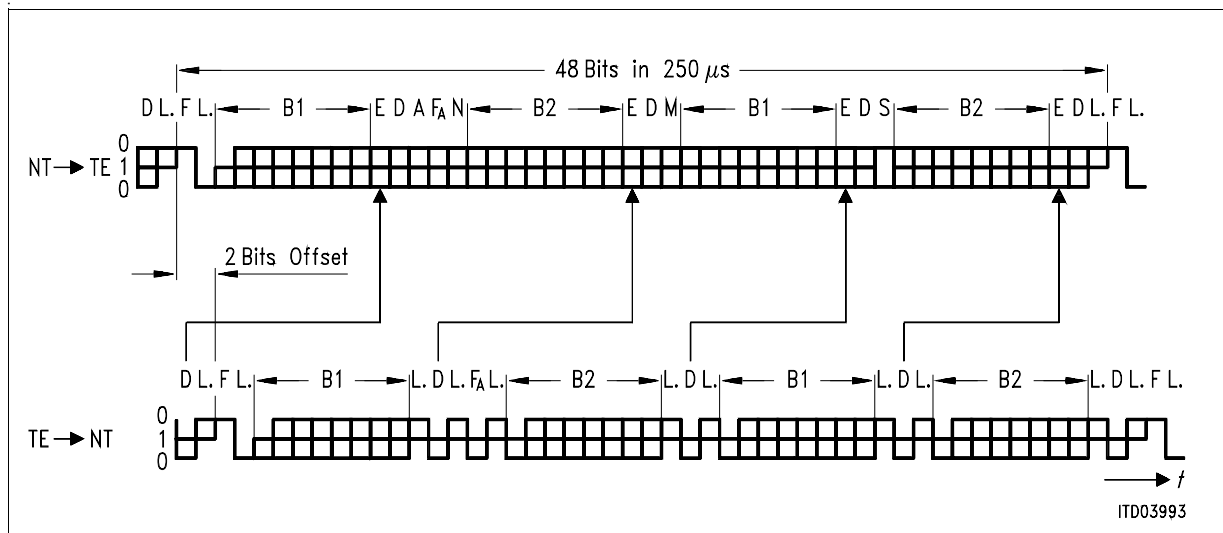 48 Bits in 250 μs
D L. F L. B1 E D A FA N B2 E D M B1 E D S B2 E D L. F L.
0
NT → TE 1
0
2 Bits Offset
D L. F L. B1 L. D L. FA L. B2 L. D L. B1 L. D L. B2 L. D L. F L.
0
TE → NT 1
0
t
ITD03993